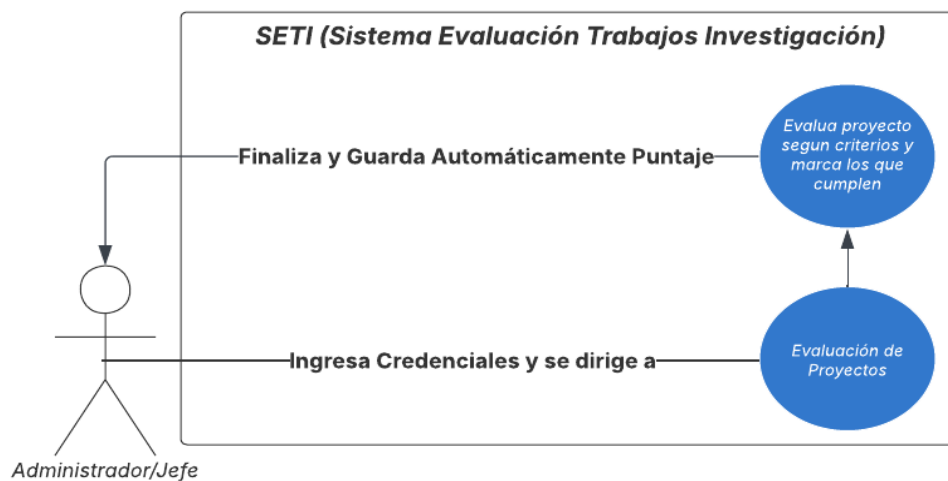 SETI (Sistema Evaluación Trabajos Investigación)
Evalua proyecto
segun criterios y
marca los que
cumplen
Finaliza y Guarda Automáticamente Puntaje
Ingresa Credenciales y se dirige a
Evaluación de
Proyectos
Administrador/Jefe